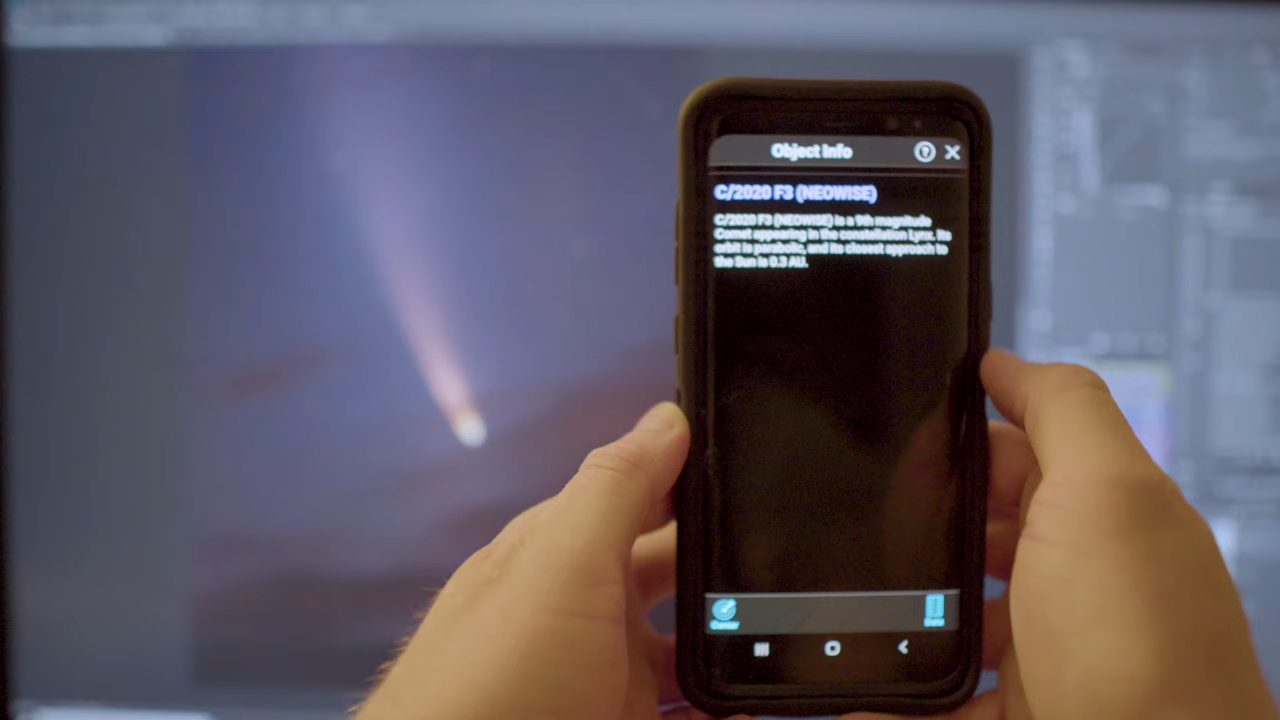 Object Info
C/2020 F3 (NEOWISE)
C/2020 F3 (NEOWISE) is a 9th magnitude
Comet appearing in the constellation Lynx. Its
orbit is parabolic, and its closest approach to
the Sun is 0.3 AU.
Center Data